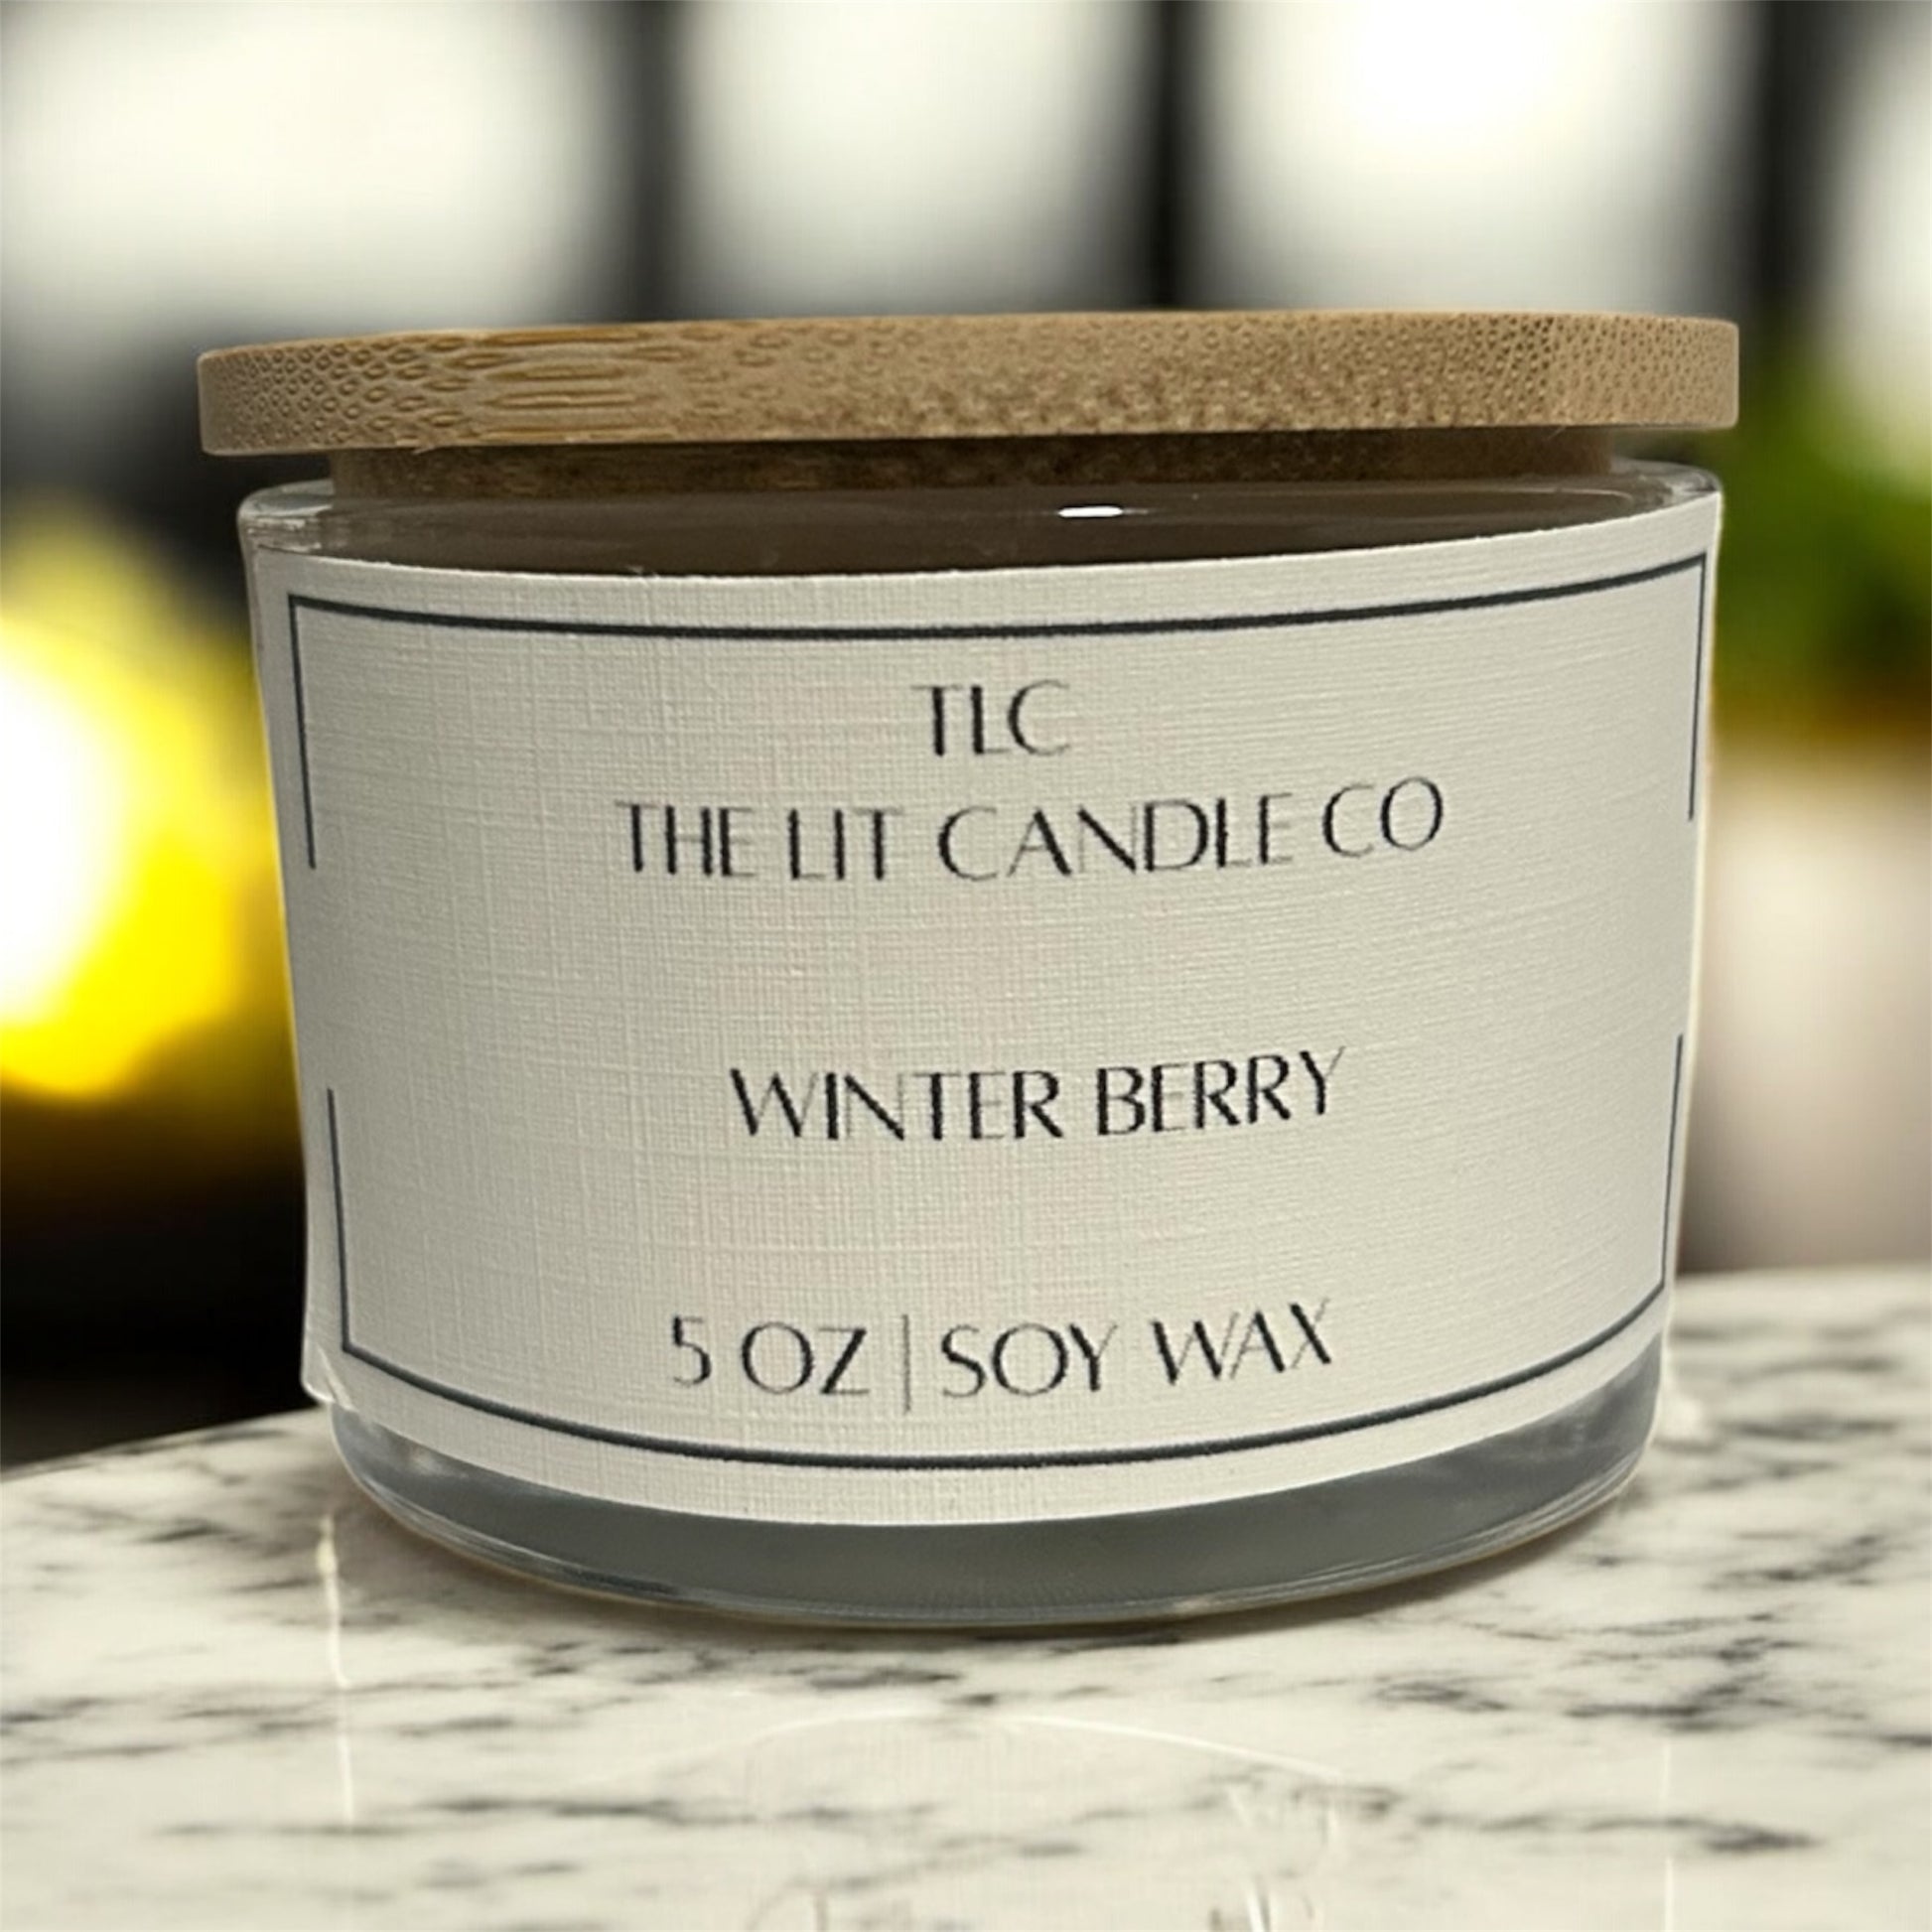 TLC
THE LIT CANDLE CO
WINTER BERRY
5 OZ | SOY WAX